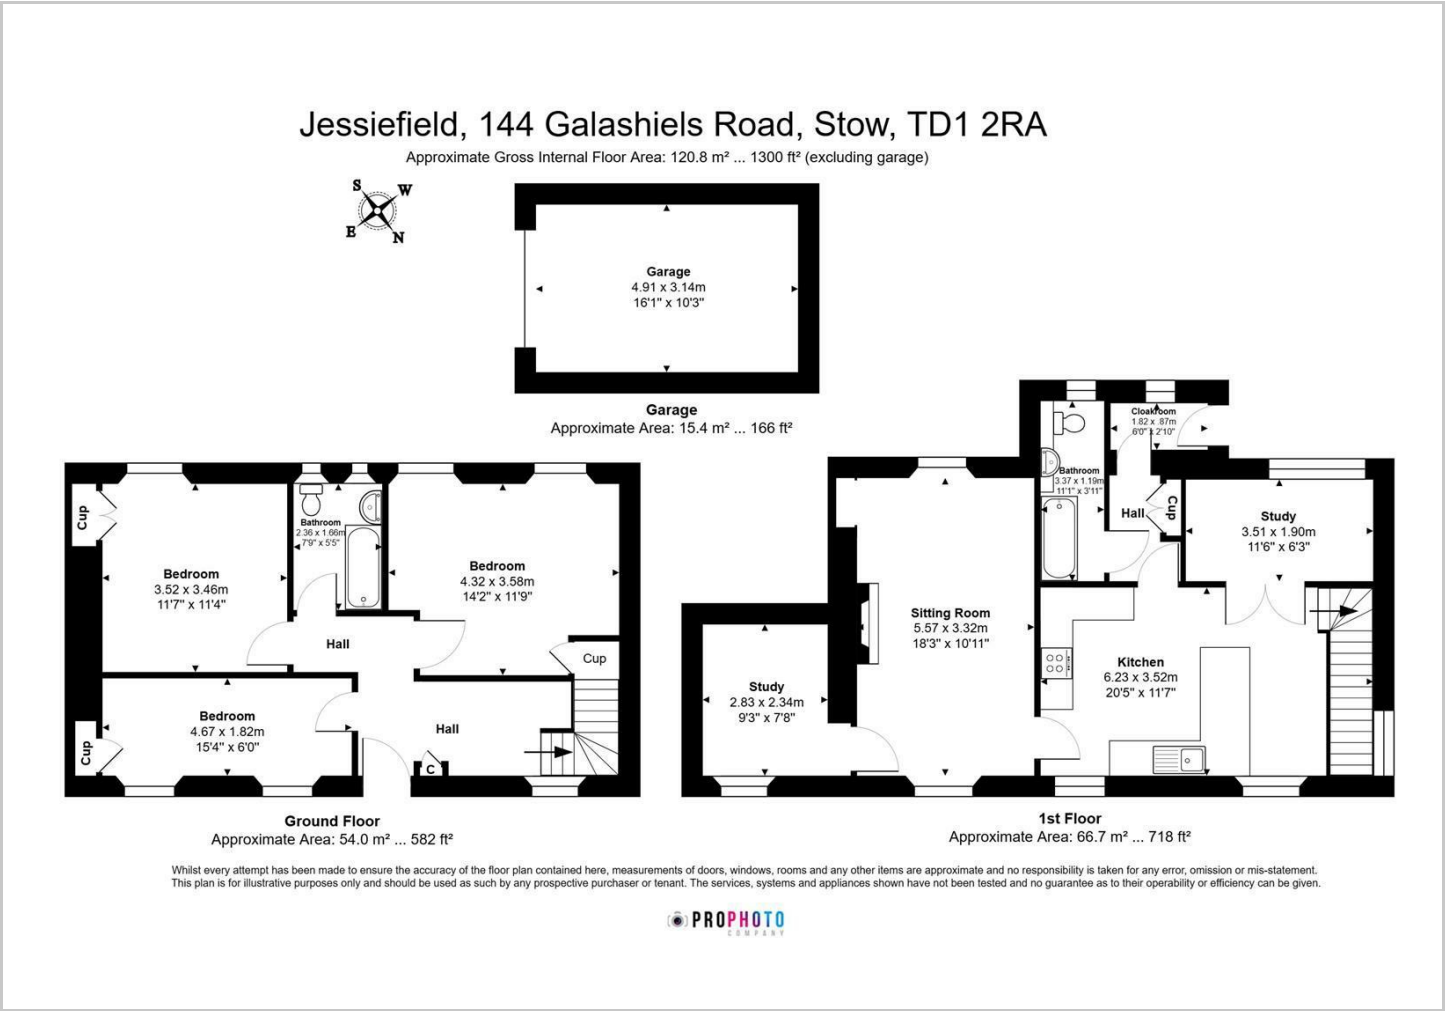 Jessiefield, 144 Galashiels Road, Stow, TD1 2RA
Approximate Gross Internal Floor Area: 120.8 m² ... 1300 ft² (excluding garage)
S
W
E
N
Garage
4.91 x 3.14m
16'1" x 10'3"
Garage
Approximate Area: 15.4 m² ... 166 ft²
Cup
Bedroom
3.52 x 3.46m
11'7" x 11'4"
Bathroom
2.36 x 1.66m
7'9" x 5'5"
Bedroom
4.32 x 3.58m
14'2" x 11'9"
Hall
Cup
Cup
Bedroom
4.67 x 1.82m
15'4" x 6'0"
Hall
C
Ground Floor
Approximate Area: 54.0 m² ... 582 ft²
Cloakroom
1.82 x .87m
6'0" x 2'10"
Bathroom
3.37 x 1.19m
11'1" x 3'11"
Hall
Cup
Study
3.51 x 1.90m
11'6" x 6'3"
Sitting Room
5.57 x 3.32m
18'3" x 10'11"
Kitchen
6.23 x 3.52m
20'5" x 11'7"
Study
2.83 x 2.34m
9'3" x 7'8"
1st Floor
Approximate Area: 66.7 m² ... 718 ft²
Whilst every attempt has been made to ensure the accuracy of the floor plan contained here, measurements of doors, windows, rooms and any other items are approximate and no responsibility is taken for any error, omission or mis-statement.
This plan is for illustrative purposes only and should be used as such by any prospective purchaser or tenant. The services, systems and appliances shown have not been tested and no guarantee as to their operability or efficiency can be given.
PROPHOTO
COMPANY